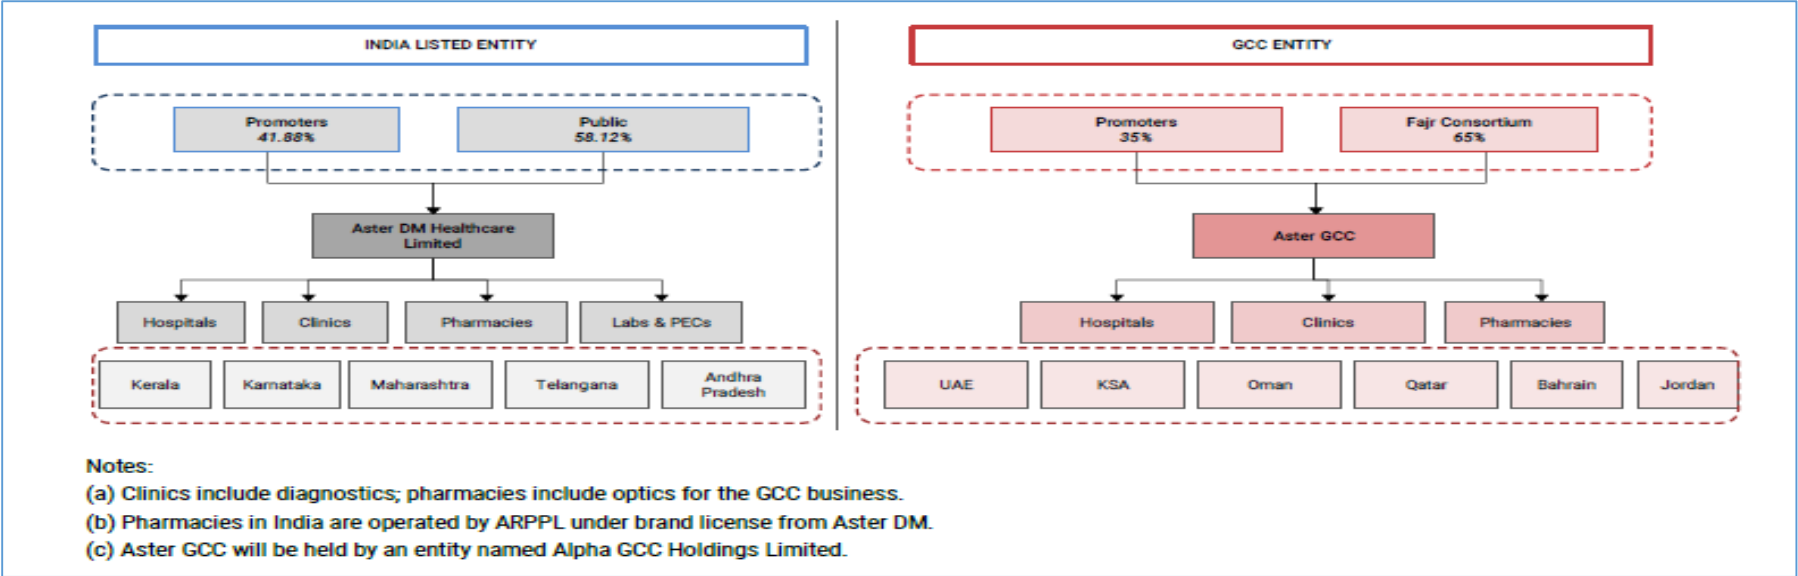 INDIA LISTED ENTITY
GCC ENTITY
Promoters
41.88%
Public
58.12%
Promoters
35%
Fajr Consortium
65%
Aster DM Healthcare
Limited
Aster GCC
Hospitals
Clinics
Pharmacies
Labs & PECs
Hospitals
Clinics
Pharmacies
Kerala
Karnataka
Maharashtra
Telangana
Andhra
Pradesh
UAE
KSA
Oman
Qatar
Bahrain
Jordan
Notes:
(a) Clinics include diagnostics; pharmacies include optics for the GCC business.
(b) Pharmacies in India are operated by ARPPL under brand license from Aster DM.
(c) Aster GCC will be held by an entity named Alpha GCC Holdings Limited.